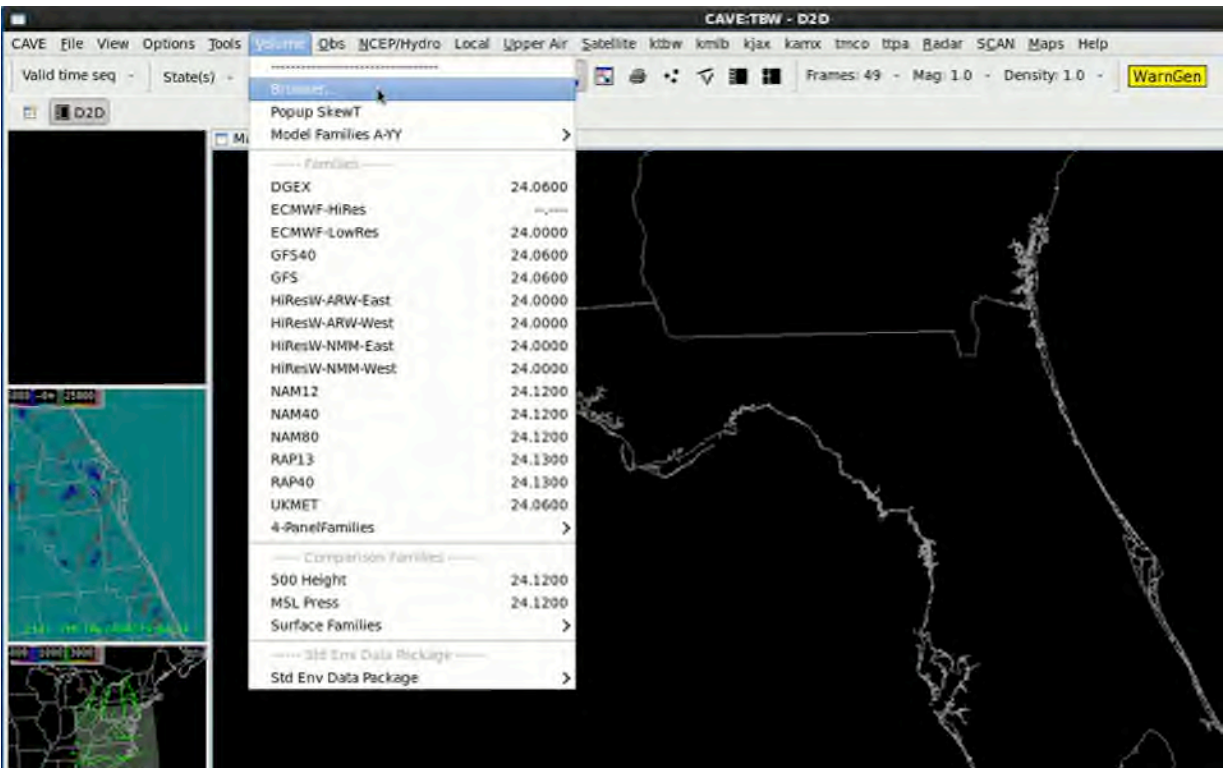 CAVE:TBW - D2D
CAVE File View Options Tools Volume Obs NCEP/Hydro Local Upper Air Satellite ktbw kmlb kjax kamx tmco ttpa Radar SCAN Maps Help
Valid time seq - State(s) - Frames: 49 - Mag: 1.0 - Density: 1.0 - WarnGen
D2D
Browser...
Popup SkewT
Model Families A-YY >
----- Families -----
DGEX 24.0600
ECMWF-HiRes --.----
ECMWF-LowRes 24.0000
GFS40 24.0600
GFS 24.0600
HiResW-ARW-East 24.0000
HiResW-ARW-West 24.0000
HiResW-NMM-East 24.0000
HiResW-NMM-West 24.0000
NAM12 24.1200
NAM40 24.1200
NAM80 24.1200
RAP13 24.1300
RAP40 24.1300
UKMET 24.0600
4-PanelFamilies >
----- Comparison Families -----
500 Height 24.1200
MSL Press 24.1200
Surface Families >
----- Std Env Data Package -----
Std Env Data Package >